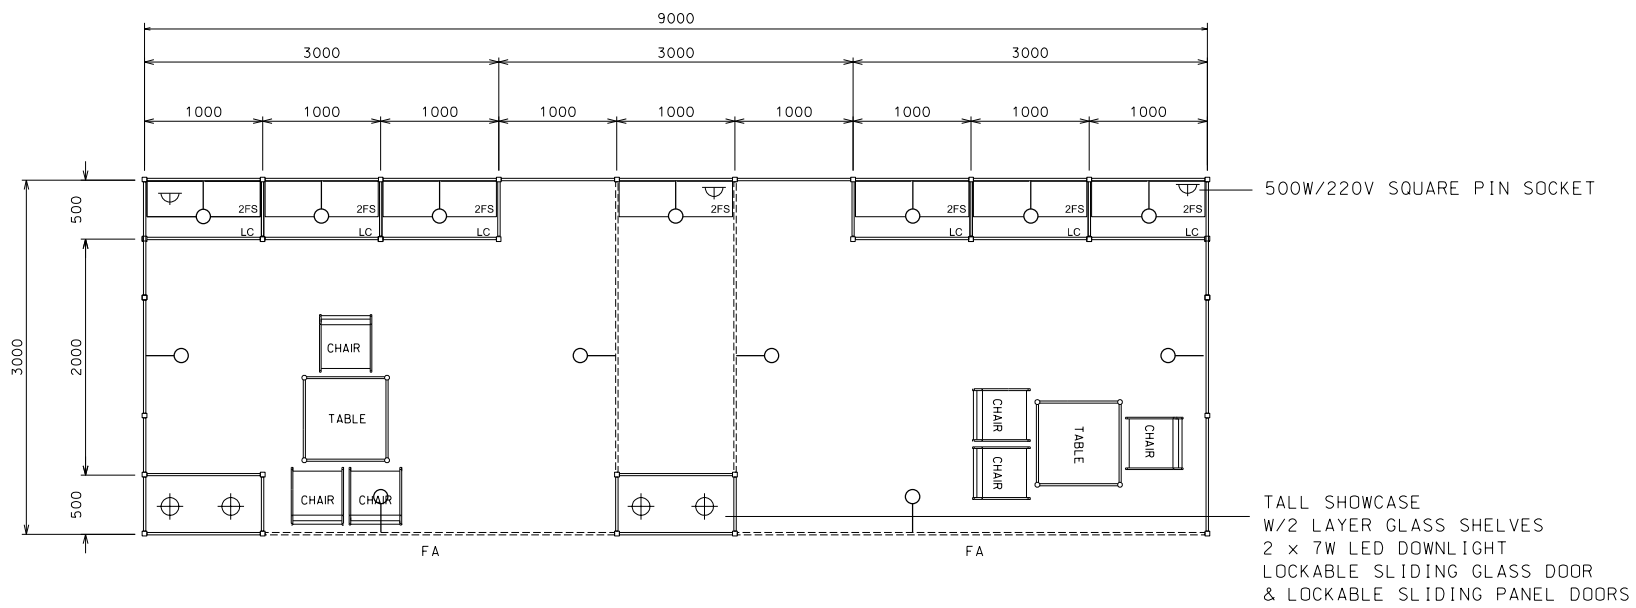 9000
3000 3000 3000
1000 1000 1000 1000 1000 1000 1000 1000 1000
500W/220V SQUARE PIN SOCKET
2FS 2FS 2FS 2FS 2FS 2FS 2FS
LC LC LC LC LC LC
500
3000
2000
500
CHAIR
TABLE
CHAIR CHAIR
CHAIR
CHAIR
TABLE
CHAIR
FA FA
TALL SHOWCASE
W/2 LAYER GLASS SHELVES
2 x 7W LED DOWNLIGHT
LOCKABLE SLIDING GLASS DOOR
& LOCKABLE SLIDING PANEL DOORS